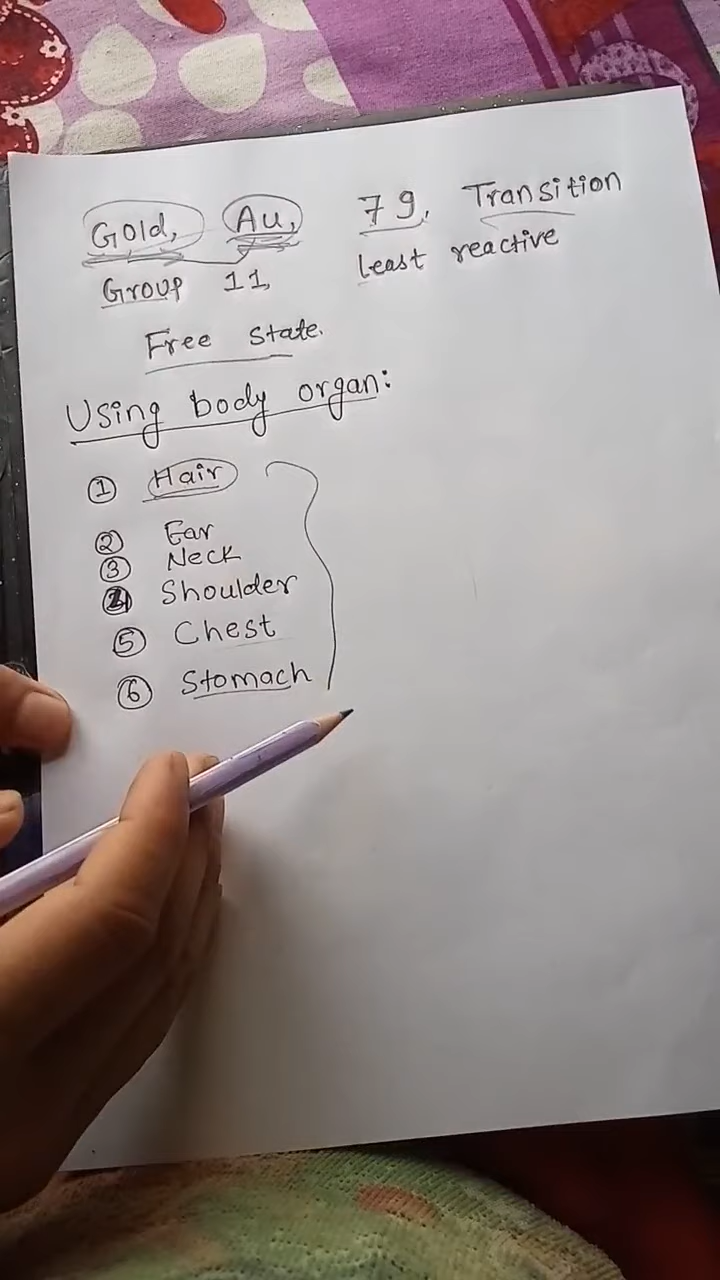 Gold, Au, 79, Transition
Group 11, least reactive
Free state.
Using body organ:
① Hair
② Ear
③ Neck
④ Shoulder
⑤ Chest
⑥ Stomach